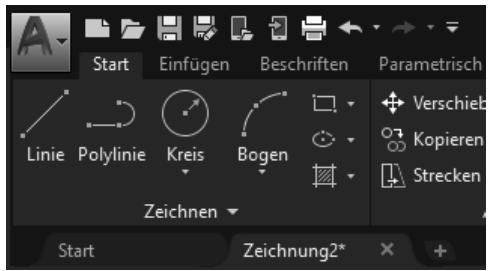 Start Einfügen Beschriften Parametrisch
Verschieb
Kopieren
Linie Polylinie Kreis Bogen
Strecken
Zeichnen
Start Zeichnung2*